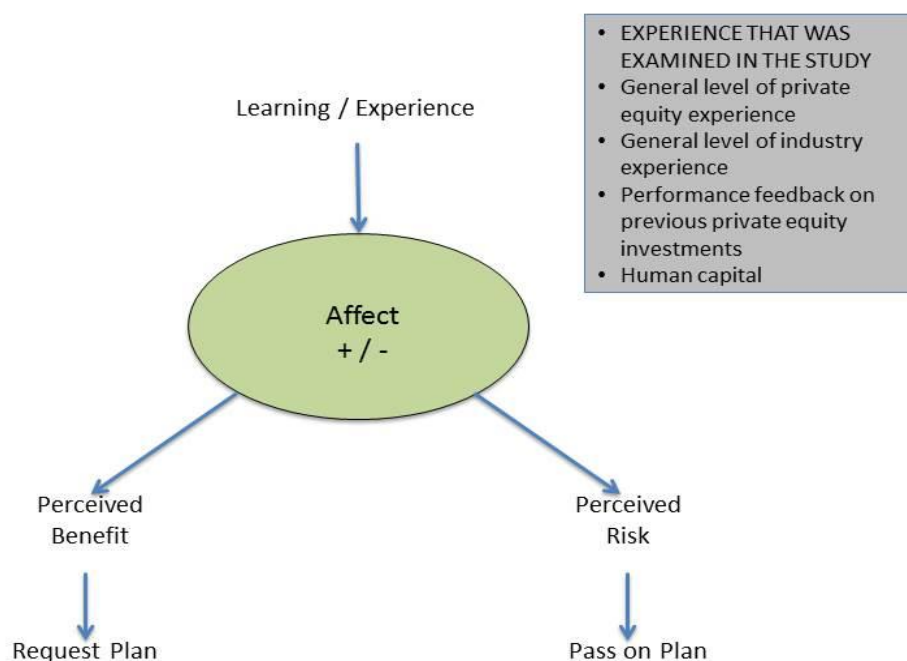 • EXPERIENCE THAT WAS
EXAMINED IN THE STUDY
• General level of private
equity experience
• General level of industry
experience
• Performance feedback on
previous private equity
investments
• Human capital
Learning / Experience
Affect
+ / -
Perceived
Benefit
Perceived
Risk
Request Plan
Pass on Plan